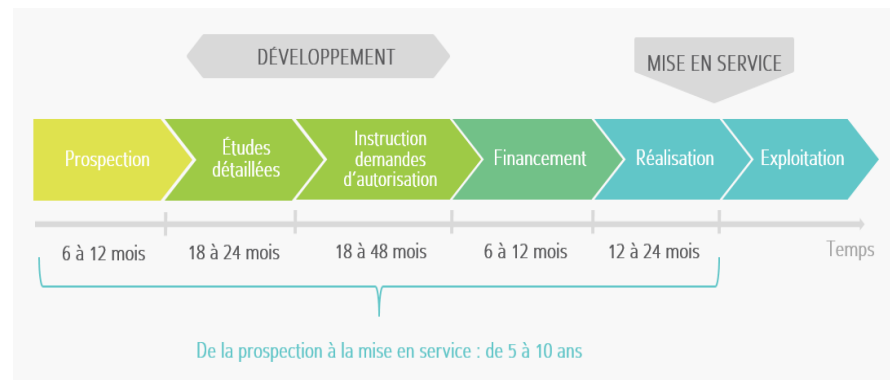 DÉVELOPPEMENT
MISE EN SERVICE
Prospection
Études
détaillées
Instruction
demandes
d'autorisation
Financement
Réalisation
Exploitation
6 à 12 mois
18 à 24 mois
18 à 48 mois
6 à 12 mois
12 à 24 mois
Temps
De la prospection à la mise en service : de 5 à 10 ans